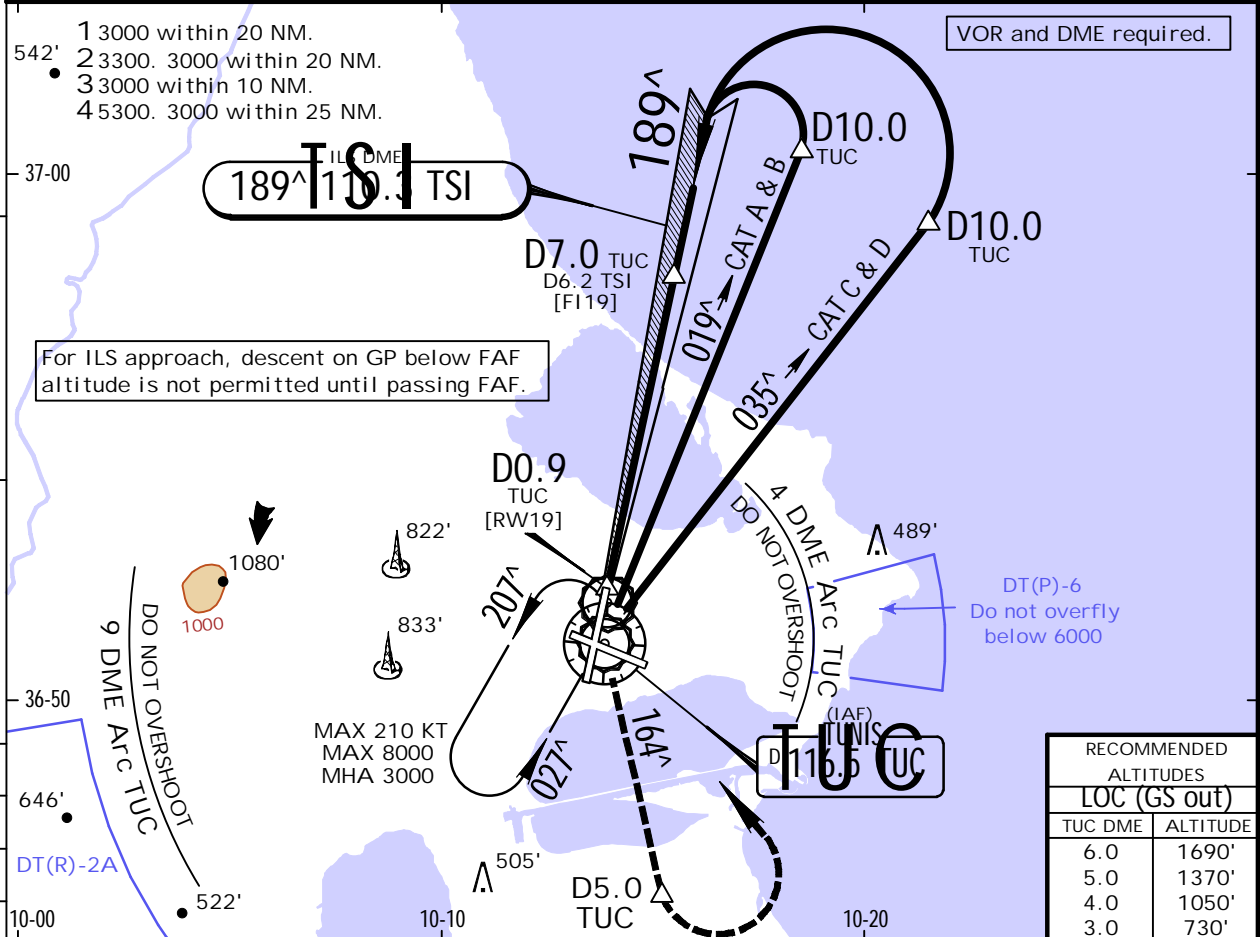 1 3000 within 20 NM.
2 3300. 3000 within 20 NM.
3 3000 within 10 NM.
4 5300. 3000 within 25 NM.
542'
VOR and DME required.
37-00
TSI
ILS DME
189^ 110.3 TSI
189^
D10.0
TUC
D10.0
TUC
D7.0 TUC
D6.2 TSI
[FI19]
019^ CAT A & B
035^ CAT C & D
For ILS approach, descent on GP below FAF
altitude is not permitted until passing FAF.
D0.9
TUC
[RW19]
4 DME Arc TUC
DO NOT OVERSHOOT
489'
822'
1080'
1000
833'
207^
027^
DT(P)-6
Do not overfly
below 6000
9 DME Arc TUC
DO NOT OVERSHOOT
36-50
MAX 210 KT
MAX 8000
MHA 3000
164^
(IAF)
TUNIS
TUC
D 116.5 TUC
646'
DT(R)-2A
522'
505'
D5.0
TUC
10-00
10-10
10-20
RECOMMENDED
ALTITUDES
LOC (GS out)
TUC DME ALTITUDE
6.0 1690'
5.0 1370'
4.0 1050'
3.0 730'